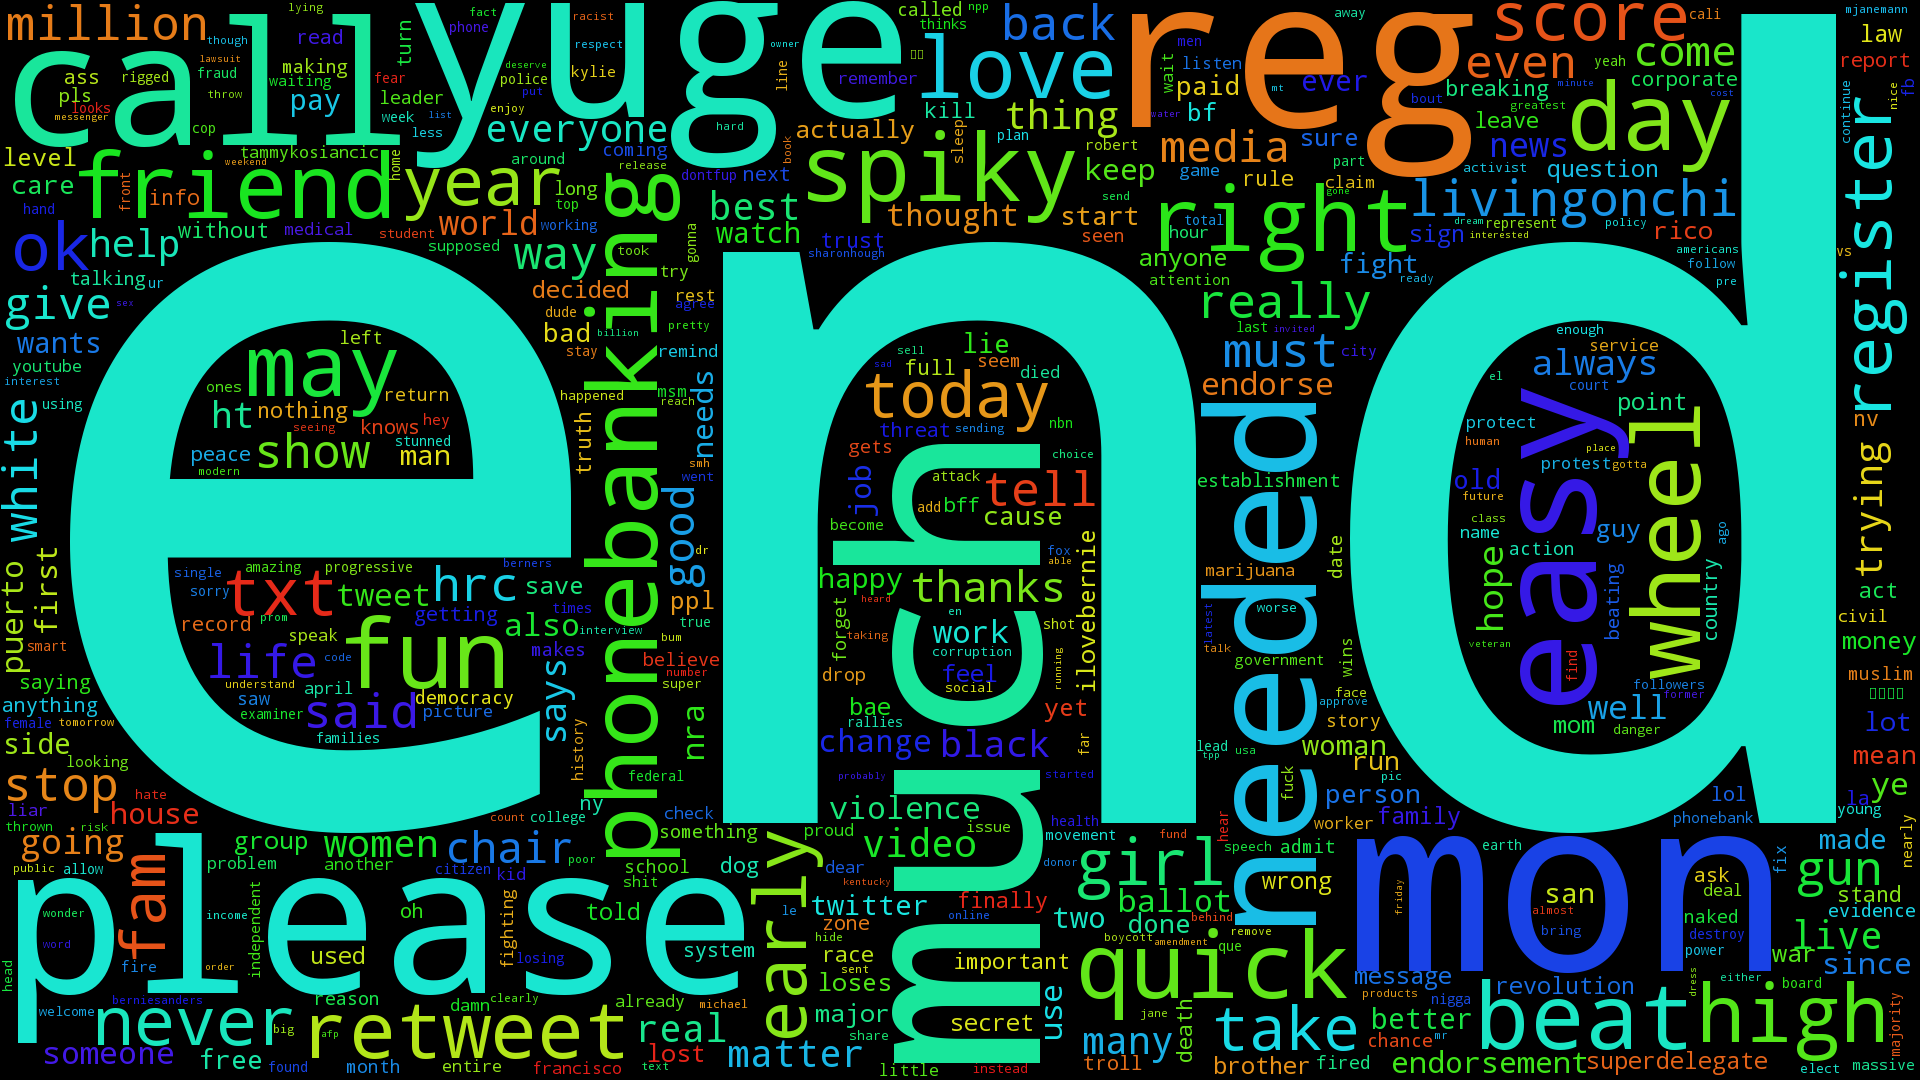 million
call
yuge
reg
love
back
score
even
come
day
law
report
lying
though
lawsuit
ass
pls
looks
messenger
rigged
fraud
throw
cop
read
making
waiting
pay
fear
leader
week
less
turn
fact
phone
racist
respect
deserve
police
put
list
enjoy
kylie
everyone
owner
line
hard
called
thinks
npp
remember
kill
actually
thing
plan
sleep
robert
men
wait
listen
paid
bf
ever
sure
mt
bout
yeah
minute
greatest
breaking
corporate
leave
cali
away
cost
mjanemann
nice
fb
continue
level
care
hand
friend
tammykosiancic
weekend
home
year
front
info
without
medical
student
world
supposed
around
long
top
working
coming
release
dontfup
next
book
spiky
best
watch
thought
keep
send
start
seen
media
game
rule
part
claim
news
activist
question
right
livingonchi
gone
dream
represent
interested
policy
sign
rico
register
ok
help
talking
ur
sex
give
way
took
gonna
try
sharonhough
trust
anyone
attention
total
hour
fight
ready
americans
follow
pre
vs
wants
youtube
interest
using
decided
dude
bad
billion
stay
rest
agree
pretty
remind
really
last
invited
must
city
end
left
may
ones
ht
nothing
return
seeing
knows
hey
show
stunned
man
peace
modern
happened
truth
phonebanking
msm
reach
needs
smh
went
good
lie
sell
full
seem
sad
died
today
threat
sending
nbn
gets
job
attack
choice
tell
add
bff
cause
become
endorse
establishment
needed
enough
service
always
el
court
easy
wheel
point
protect
human
place
protest
gotta
old
future
class
name
guy
action
ago
nv
trying
white
puerto
first
smart
saying
anything
female
tomorrow
single
sorry
amazing
progressive
berners
txt
tweet
hrc
save
record
prom
speak
getting
times
also
interview
makes
fun
life
code
understand
april
saw
examiner
said
democracy
picture
families
says
history
dr
ppl
true
bum
believe
number
super
nra
happy
thanks
fox
able
ilovebernie
heard
en
forget
taking
work
corruption
shot
feel
social
running
drop
bae
rallies
yet
change
black
far
much
marijuana
date
latest
worse
talk
government
wins
face
approve
story
hope
beating
country
veteran
find
followers
former
well
mom
danger
act
civil
money
muslim
lot
mean
side
looking
stop
liar
thrown
risk
hate
house
going
public
allow
federal
ny
count
college
check
something
probably
started
violence
issue
video
proud
health
movement
lead
tpp
usa
fuck
woman
run
pic
person
family
worker
lol
phonebank
la
ye
young
made
nearly
group
problem
women
another
chair
citizen
kid
poor
school
shit
dog
early
dear
kentucky
donor
girl
fund
hear
speech
admit
earth
fix
gun
please
fam
wonder
word
income
independent
oh
fighting
told
system
le
twitter
finally
zone
hide
online
two
ballot
done
behind
wrong
mon
friday
san
almost
bring
ask
deal
naked
destroy
power
stand
evidence
live
fire
order
used
losing
race
sent
loses
important
boycott
amendment
remove
que
quick
message
products
nigga
revolution
dress
either
war
board
since
head
welcome
berniesanders
never
big
reason
afp
damn
clearly
already
michael
major
share
secret
use
jane
death
take
better
chance
mr
beat
high
majority
someone
free
found
retweet
month
entire
real
lost
francisco
text
matter
little
instead
many
troll
brother
fired
endorsement
superdelegate
elect
massive